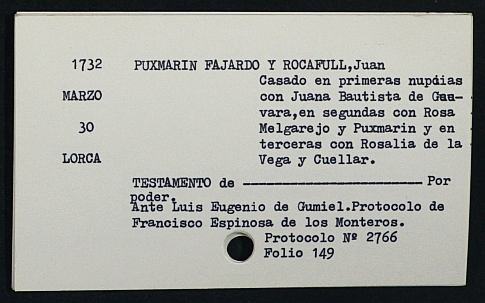 1732 PUXMARIN FAJARDO Y ROCAFULL,Juan
Casado en primeras nupdias
MARZO con Juana Bautista de Gue-
vara,en segundas con Rosa
30 Melgarejo y Puxmarin y en
terceras con Rosalia de la
LORCA Vega y Cuellar.
TESTAMENTO de ------------------------ Por
poder.
Ante Luis Eugenio de Gumiel.Protocolo de
Francisco Espinosa de los Monteros.
Protocolo Nº 2766
Folio 149